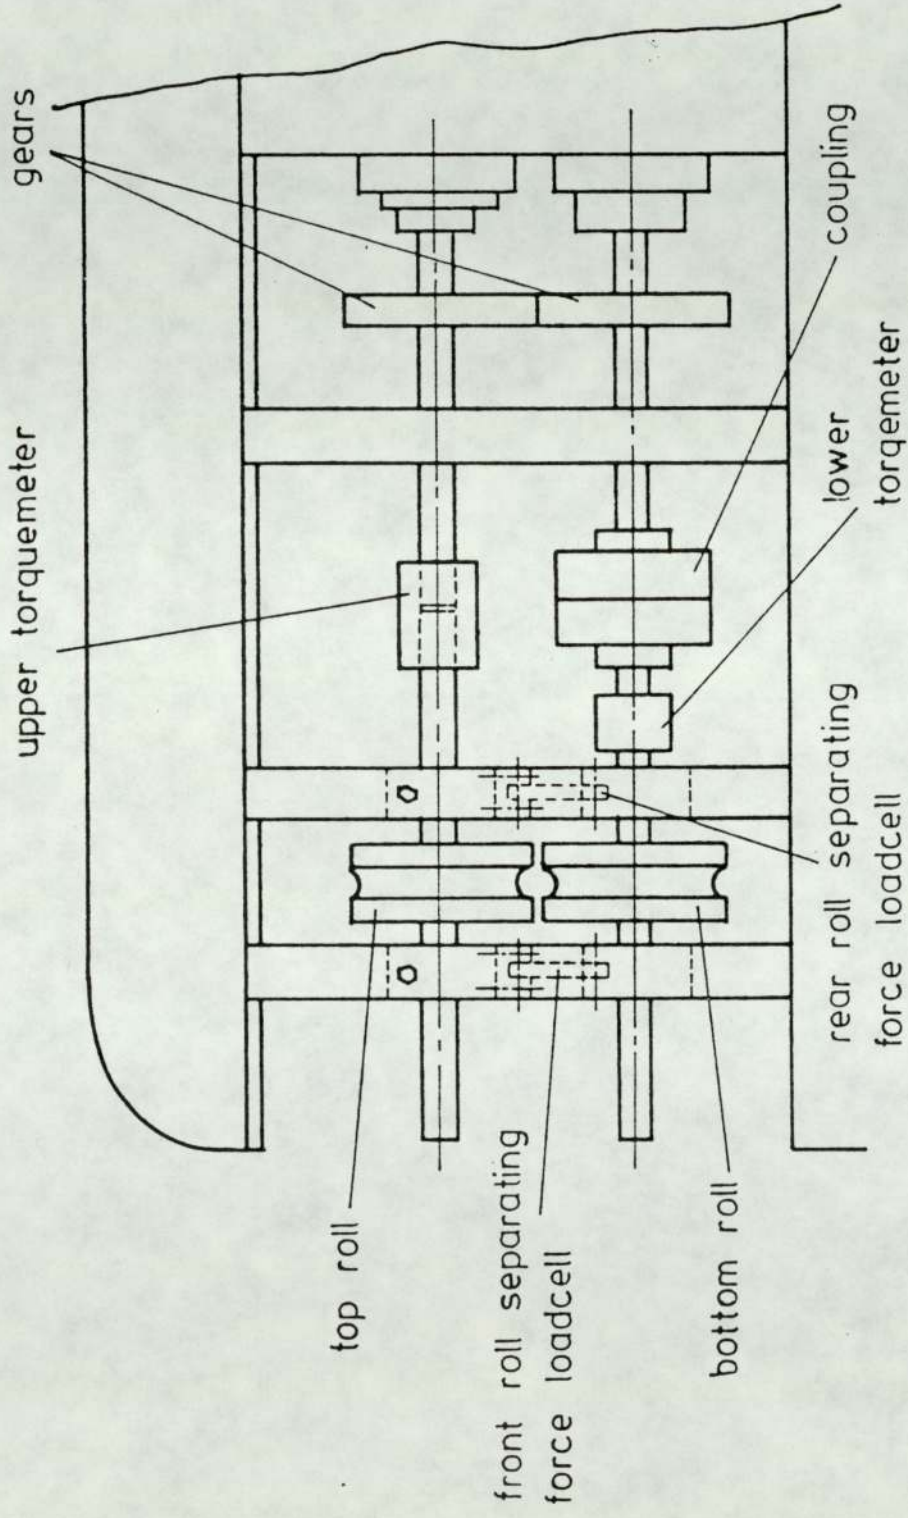 upper torquemeter
gears
top roll
front roll separating
force loadcell
bottom roll
rear roll separating
force loadcell
lower
torqemeter
coupling